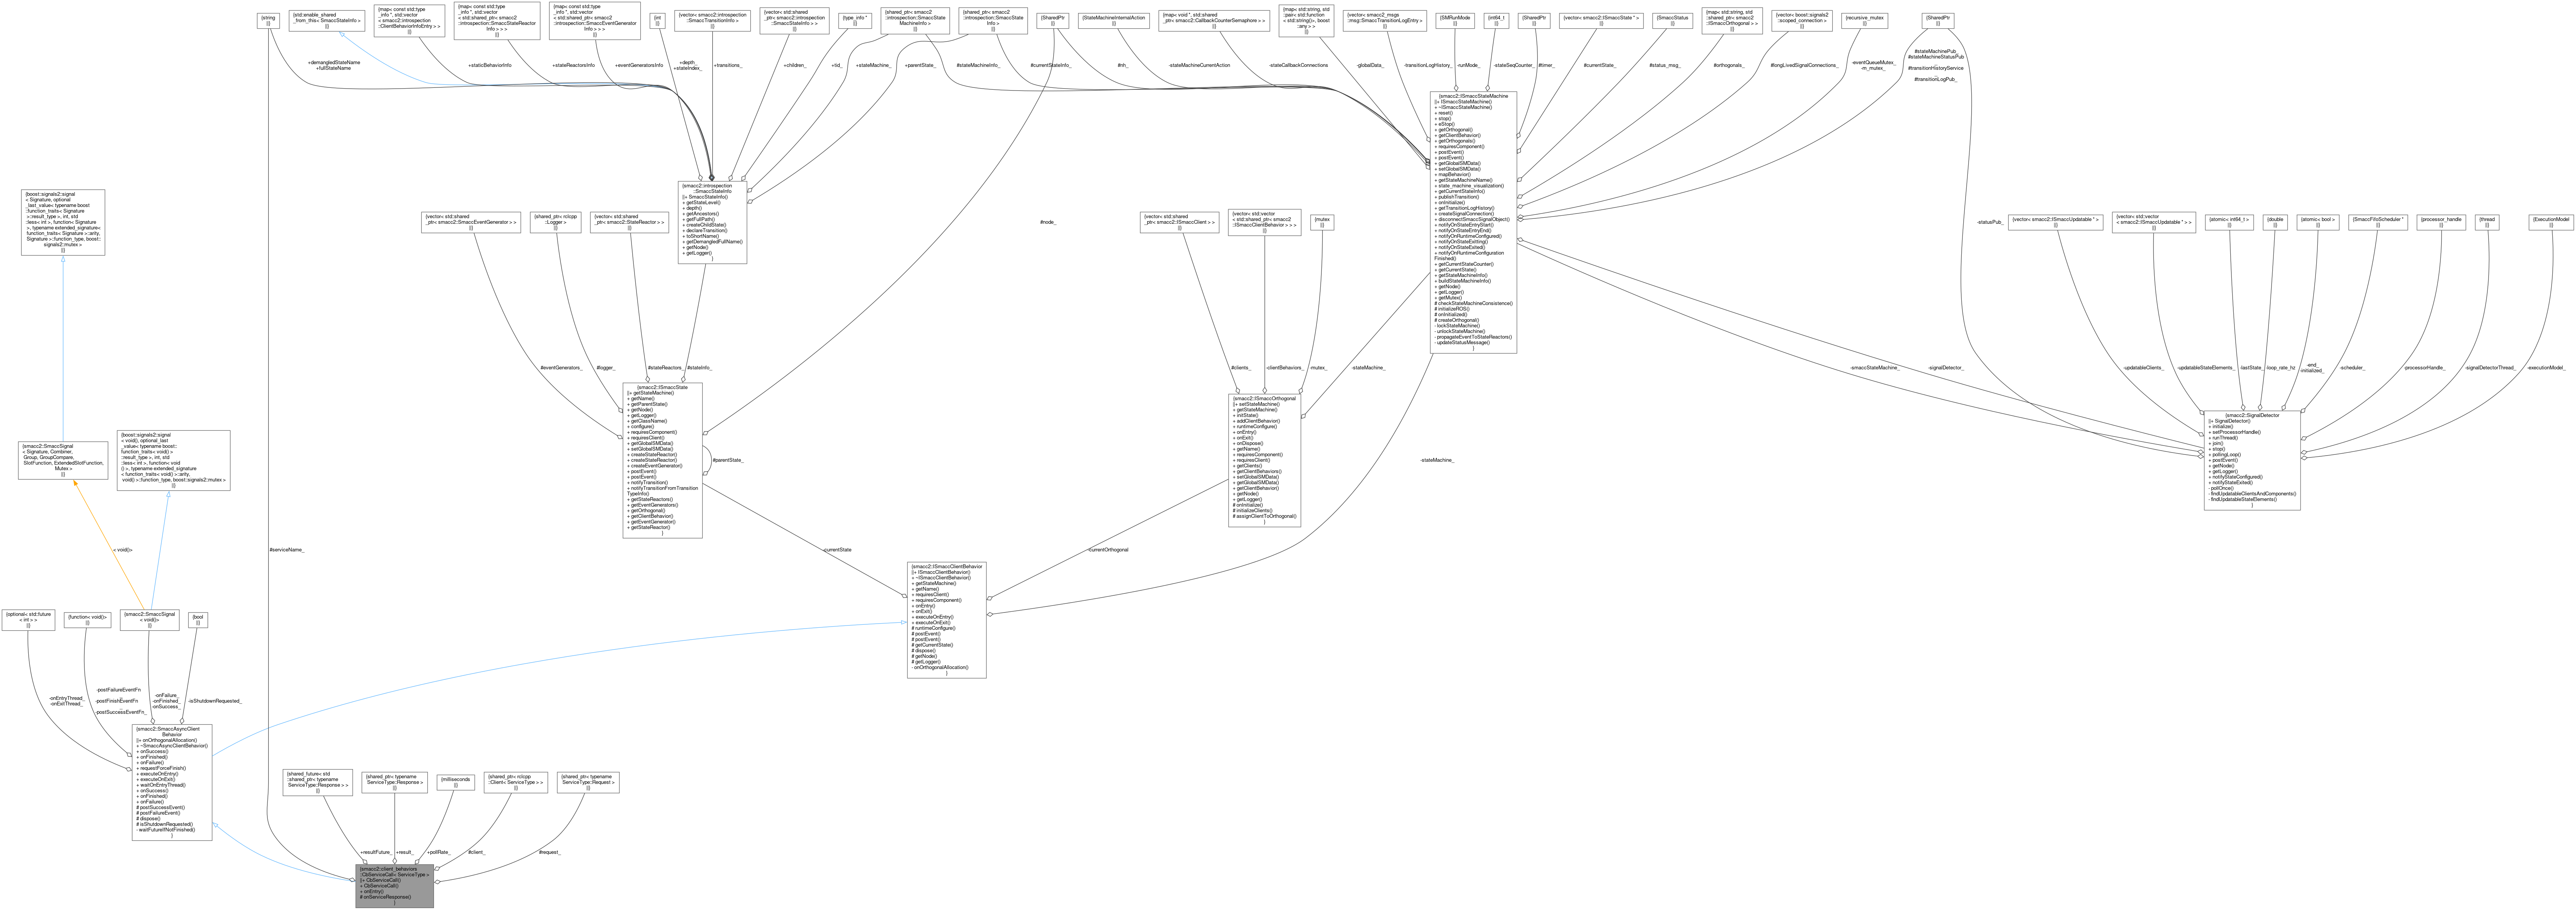 {string
||}
{std::enable_shared
_from_this< SmaccStateInfo >
||}
{map< const std::type
_info *, std::vector
< smacc2::introspection
::ClientBehaviorInfoEntry > >
||}
{map< const std::type
_info *, std::vector
< std::shared_ptr< smacc2
::introspection::SmaccStateReactor
Info > > >
||}
{map< const std::type
_info *, std::vector
< std::shared_ptr< smacc2
::introspection::SmaccEventGenerator
Info > > >
||}
{int
||}
{vector< smacc2::introspection
::SmaccTransitionInfo >
||}
{vector< std::shared
_ptr< smacc2::introspection
::SmaccStateInfo > >
||}
{type_info *
||}
{shared_ptr< smacc2
::introspection::SmaccState
MachineInfo >
||}
{shared_ptr< smacc2
::introspection::SmaccState
Info >
||}
{SharedPtr
||}
{StateMachineInternalAction
||}
{map< void *, std::shared
_ptr< smacc2::CallbackCounterSemaphore > >
||}
{map< std::string, std
::pair< std::function
< std::string()>, boost
::any > >
||}
{vector< smacc2_msgs
::msg::SmaccTransitionLogEntry >
||}
{SMRunMode
||}
{int64_t
||}
{SharedPtr
||}
{vector< smacc2::ISmaccState * >
||}
{SmaccStatus
||}
{map< std::string, std
::shared_ptr< smacc2
::ISmaccOrthogonal > >
||}
{vector< boost::signals2
::scoped_connection >
||}
{recursive_mutex
||}
{SharedPtr
||}
+demangledStateName
+fullStateName
+staticBehaviorInfo
+stateReactorsInfo
+eventGeneratorsInfo
+depth_
+stateIndex_
+transitions_
+children_
+tid_
+stateMachine_
+parentState_
#stateMachineInfo_
#currentStateInfo_
#nh_
-stateMachineCurrentAction
-stateCallbackConnections
-globalData_
-transitionLogHistory_
-runMode_
-stateSeqCounter_
#timer_
#currentState_
#status_msg_
#orthogonals_
#longLivedSignalConnections_
-eventQueueMutex_
-m_mutex_
#stateMachinePub_
#stateMachineStatusPub
_
#transitionHistoryService
_
#transitionLogPub_
{smacc2::ISmaccStateMachine
||+ ISmaccStateMachine()
+ ~ISmaccStateMachine()
+ reset()
+ stop()
+ eStop()
+ getOrthogonal()
+ getClientBehavior()
+ getOrthogonals()
+ requiresComponent()
+ postEvent()
+ postEvent()
+ getGlobalSMData()
+ setGlobalSMData()
+ mapBehavior()
+ getStateMachineName()
+ state_machine_visualization()
+ getCurrentStateInfo()
+ publishTransition()
+ onInitialize()
+ getTransitionLogHistory()
+ createSignalConnection()
+ disconnectSmaccSignalObject()
+ notifyOnStateEntryStart()
+ notifyOnStateEntryEnd()
+ notifyOnRuntimeConfigured()
+ notifyOnStateExitting()
+ notifyOnStateExited()
+ notifyOnRuntimeConfiguration
Finished()
+ getCurrentStateCounter()
+ getCurrentState()
+ getStateMachineInfo()
+ buildStateMachineInfo()
+ getNode()
+ getLogger()
+ getMutex()
# checkStateMachineConsistence()
# initializeROS()
# onInitialized()
# createOrthogonal()
- lockStateMachine()
- unlockStateMachine()
- propagateEventToStateReactors()
- updateStatusMessage()
}
{smacc2::introspection
::SmaccStateInfo
||+ SmaccStateInfo()
+ getStateLevel()
+ depth()
+ getAncestors()
+ getFullPath()
+ createChildState()
+ declareTransition()
+ toShortName()
+ getDemangledFullName()
+ getNode()
+ getLogger()
}
{boost::signals2::signal
< Signature, optional
_last_value< typename boost
::function_traits< Signature
>::result_type >, int, std
::less< int >, function< Signature
>, typename extended_signature<
function_traits< Signature >::arity,
Signature >::function_type, boost::
signals2::mutex >
||}
{vector< std::shared
_ptr< smacc2::SmaccEventGenerator > >
||}
{shared_ptr< rclcpp
::Logger >
||}
{vector< std::shared
_ptr< smacc2::StateReactor > >
||}
#node_
{vector< std::shared
_ptr< smacc2::ISmaccClient > >
||}
{vector< std::vector
< std::shared_ptr< smacc2
::ISmaccClientBehavior > > >
||}
{mutex
||}
-statusPub_
{vector< smacc2::ISmaccUpdatable * >
||}
{vector< std::vector
< smacc2::ISmaccUpdatable * > >
||}
{atomic< int64_t >
||}
{double
||}
{atomic< bool >
||}
{SmaccFifoScheduler *
||}
{processor_handle
||}
{thread
||}
{ExecutionModel
||}
#eventGenerators_
#logger_
#stateReactors_
#stateInfo_
#clients_
-clientBehaviors_
-mutex_
-stateMachine_
-smaccStateMachine_
-signalDetector_
-updatableClients_
-updatableStateElements_
-lastState_
-loop_rate_hz
-end_
-initialized_
-scheduler_
-processorHandle_
-signalDetectorThread_
-executionModel_
{smacc2::ISmaccState
||+ getStateMachine()
+ getName()
+ getParentState()
+ getNode()
+ getLogger()
+ getClassName()
+ configure()
+ requiresComponent()
+ requiresClient()
+ getGlobalSMData()
+ setGlobalSMData()
+ createStateReactor()
+ createStateReactor()
+ createEventGenerator()
+ postEvent()
+ postEvent()
+ notifyTransition()
+ notifyTransitionFromTransition
TypeInfo()
+ getStateReactors()
+ getEventGenerators()
+ getOrthogonal()
+ getClientBehavior()
+ getEventGenerator()
+ getStateReactor()
}
#parentState_
{smacc2::ISmaccOrthogonal
||+ setStateMachine()
+ getStateMachine()
+ initState()
+ addClientBehavior()
+ runtimeConfigure()
+ onEntry()
+ onExit()
+ onDispose()
+ getName()
+ requiresComponent()
+ requiresClient()
+ getClients()
+ getClientBehaviors()
+ setGlobalSMData()
+ getGlobalSMData()
+ getClientBehavior()
+ getNode()
+ getLogger()
# onInitialize()
# initializeClients()
# assignClientToOrthogonal()
}
-stateMachine_
{smacc2::SignalDetector
||+ SignalDetector()
+ initialize()
+ setProcessorHandle()
+ runThread()
+ join()
+ stop()
+ pollingLoop()
+ postEvent()
+ getNode()
+ getLogger()
+ notifyStateConfigured()
+ notifyStateExited()
- pollOnce()
- findUpdatableClientsAndComponents()
- findUpdatableStateElements()
}
{smacc2::SmaccSignal
< Signature, Combiner,
Group, GroupCompare,
SlotFunction, ExtendedSlotFunction,
Mutex >
||}
{boost::signals2::signal
< void(), optional_last
_value< typename boost::
function_traits< void() >
::result_type >, int, std
::less< int >, function< void
() >, typename extended_signature
< function_traits< void() >::arity,
void() >::function_type, boost::signals2::mutex >
||}
< void()>
#serviceName_
-currentState
-currentOrthogonal
{smacc2::ISmaccClientBehavior
||+ ISmaccClientBehavior()
+ ~ISmaccClientBehavior()
+ getStateMachine()
+ getName()
+ requiresClient()
+ requiresComponent()
+ onEntry()
+ onExit()
+ executeOnEntry()
+ executeOnExit()
# runtimeConfigure()
# postEvent()
# postEvent()
# getCurrentState()
# dispose()
# getNode()
# getLogger()
- onOrthogonalAllocation()
}
{optional< std::future
< int > >
||}
{function< void()>
||}
{smacc2::SmaccSignal
< void()>
||}
{bool
||}
-onEntryThread_
-onExitThread_
-postFailureEventFn
_
-postFinishEventFn
_
-postSuccessEventFn_
-onFailure_
-onFinished_
-onSuccess_
-isShutdownRequested_
{smacc2::SmaccAsyncClient
Behavior
||+ onOrthogonalAllocation()
+ ~SmaccAsyncClientBehavior()
+ onSuccess()
+ onFinished()
+ onFailure()
+ requestForceFinish()
+ executeOnEntry()
+ executeOnExit()
+ waitOnEntryThread()
+ onSuccess()
+ onFinished()
+ onFailure()
# postSuccessEvent()
# postFailureEvent()
# dispose()
# isShutdownRequested()
- waitFutureIfNotFinished()
}
{shared_future< std
::shared_ptr< typename
ServiceType::Response > >
||}
{shared_ptr< typename
ServiceType::Response >
||}
{milliseconds
||}
{shared_ptr< rclcpp
::Client< ServiceType > >
||}
{shared_ptr< typename
ServiceType::Request >
||}
+resultFuture_
+result_
+pollRate_
#client_
#request_
{smacc2::client_behaviors
::CbServiceCall< ServiceType >
||+ CbServiceCall()
+ CbServiceCall()
+ onEntry()
# onServiceResponse()
}